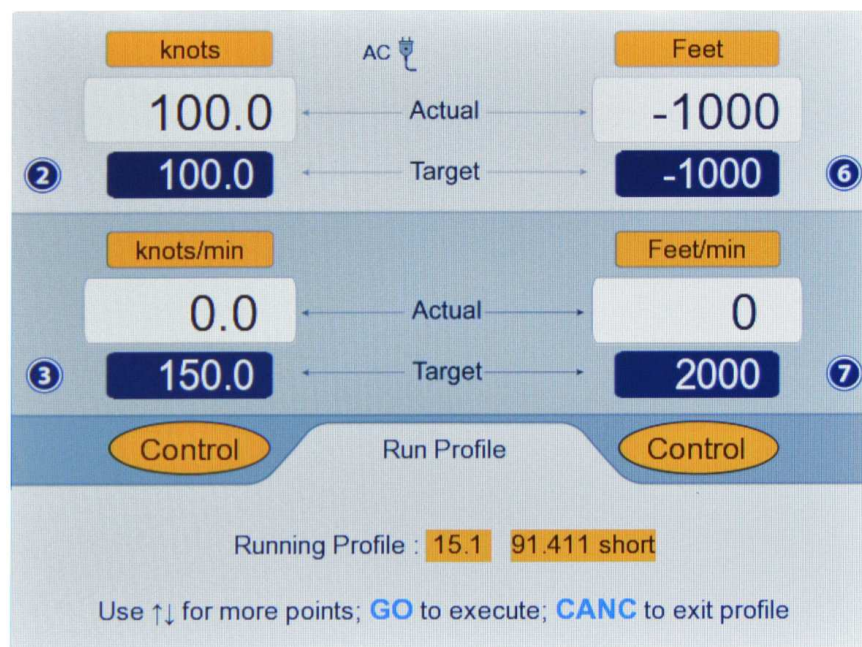 knots AC Feet
100.0 Actual -1000
2 100.0 Target -1000 6
knots/min Feet/min
0.0 Actual 0
3 150.0 Target 2000 7
Control Run Profile Control
Running Profile : 15.1 91.411 short
Use ↑↓ for more points; GO to execute; CANC to exit profile